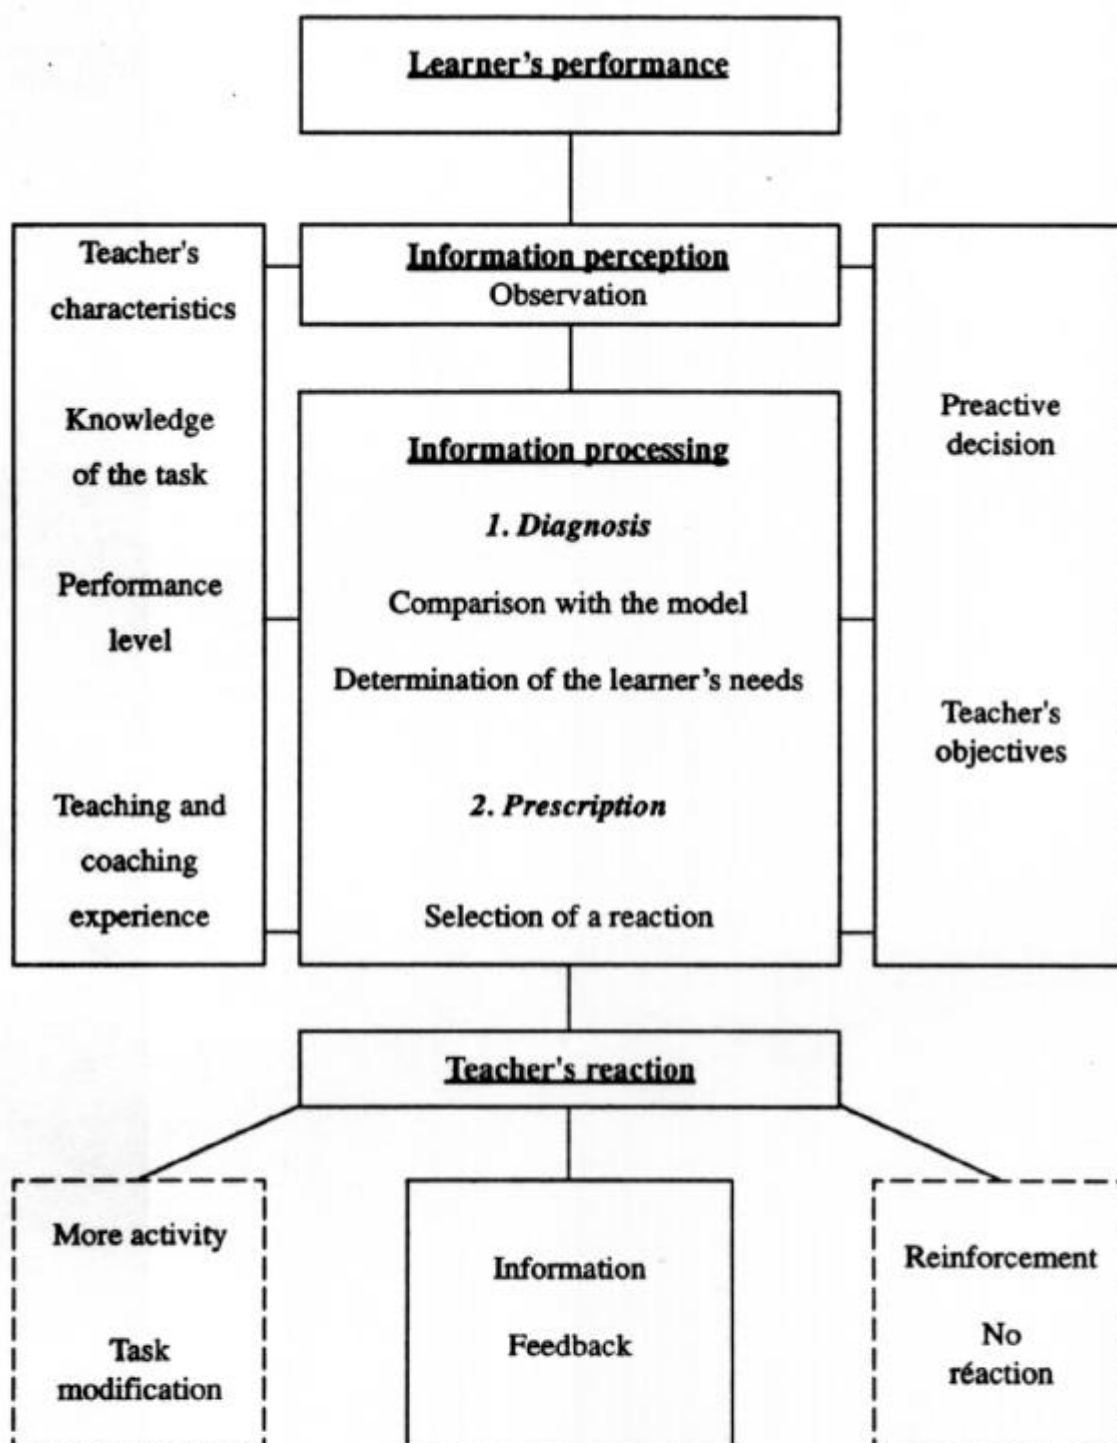 Learner's performance
Information perception
Observation
Teacher's
characteristics
Knowledge
of the task
Performance
level
Teaching and
coaching
experience
Information processing
1. Diagnosis
Comparison with the model
Determination of the learner's needs
2. Prescription
Selection of a reaction
Preactive
decision
Teacher's
objectives
Teacher's reaction
More activity
Task
modification
Information
Feedback
Reinforcement
No
réaction